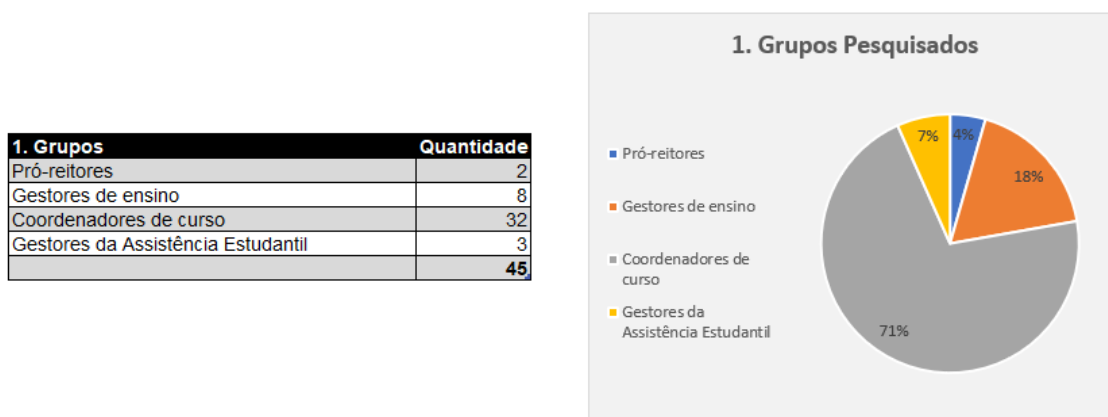 1. Grupos Quantidade
Pró-reitores 2
Gestores de ensino 8
Coordenadores de curso 32
Gestores da Assistência Estudantil 3
45
1. Grupos Pesquisados
Pró-reitores
Gestores de ensino
Coordenadores de
curso
Gestores da
Assistência Estudantil
7%
4%
18%
71%